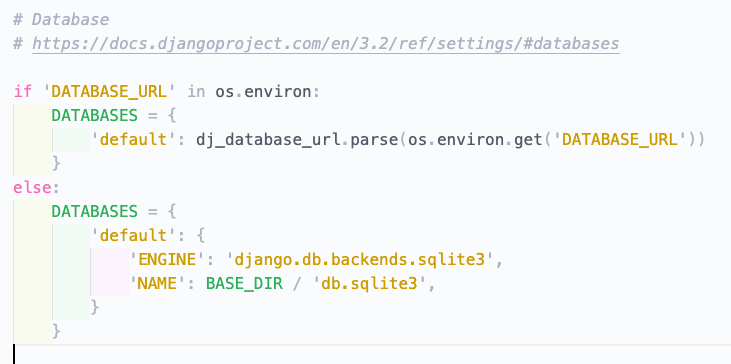 # Database
# https://docs.djangoproject.com/en/3.2/ref/settings/#databases
if 'DATABASE_URL' in os.environ:
    DATABASES = {
        'default': dj_database_url.parse(os.environ.get('DATABASE_URL'))
    }
else:
    DATABASES = {
        'default': {
            'ENGINE': 'django.db.backends.sqlite3',
            'NAME': BASE_DIR / 'db.sqlite3',
        }
    }